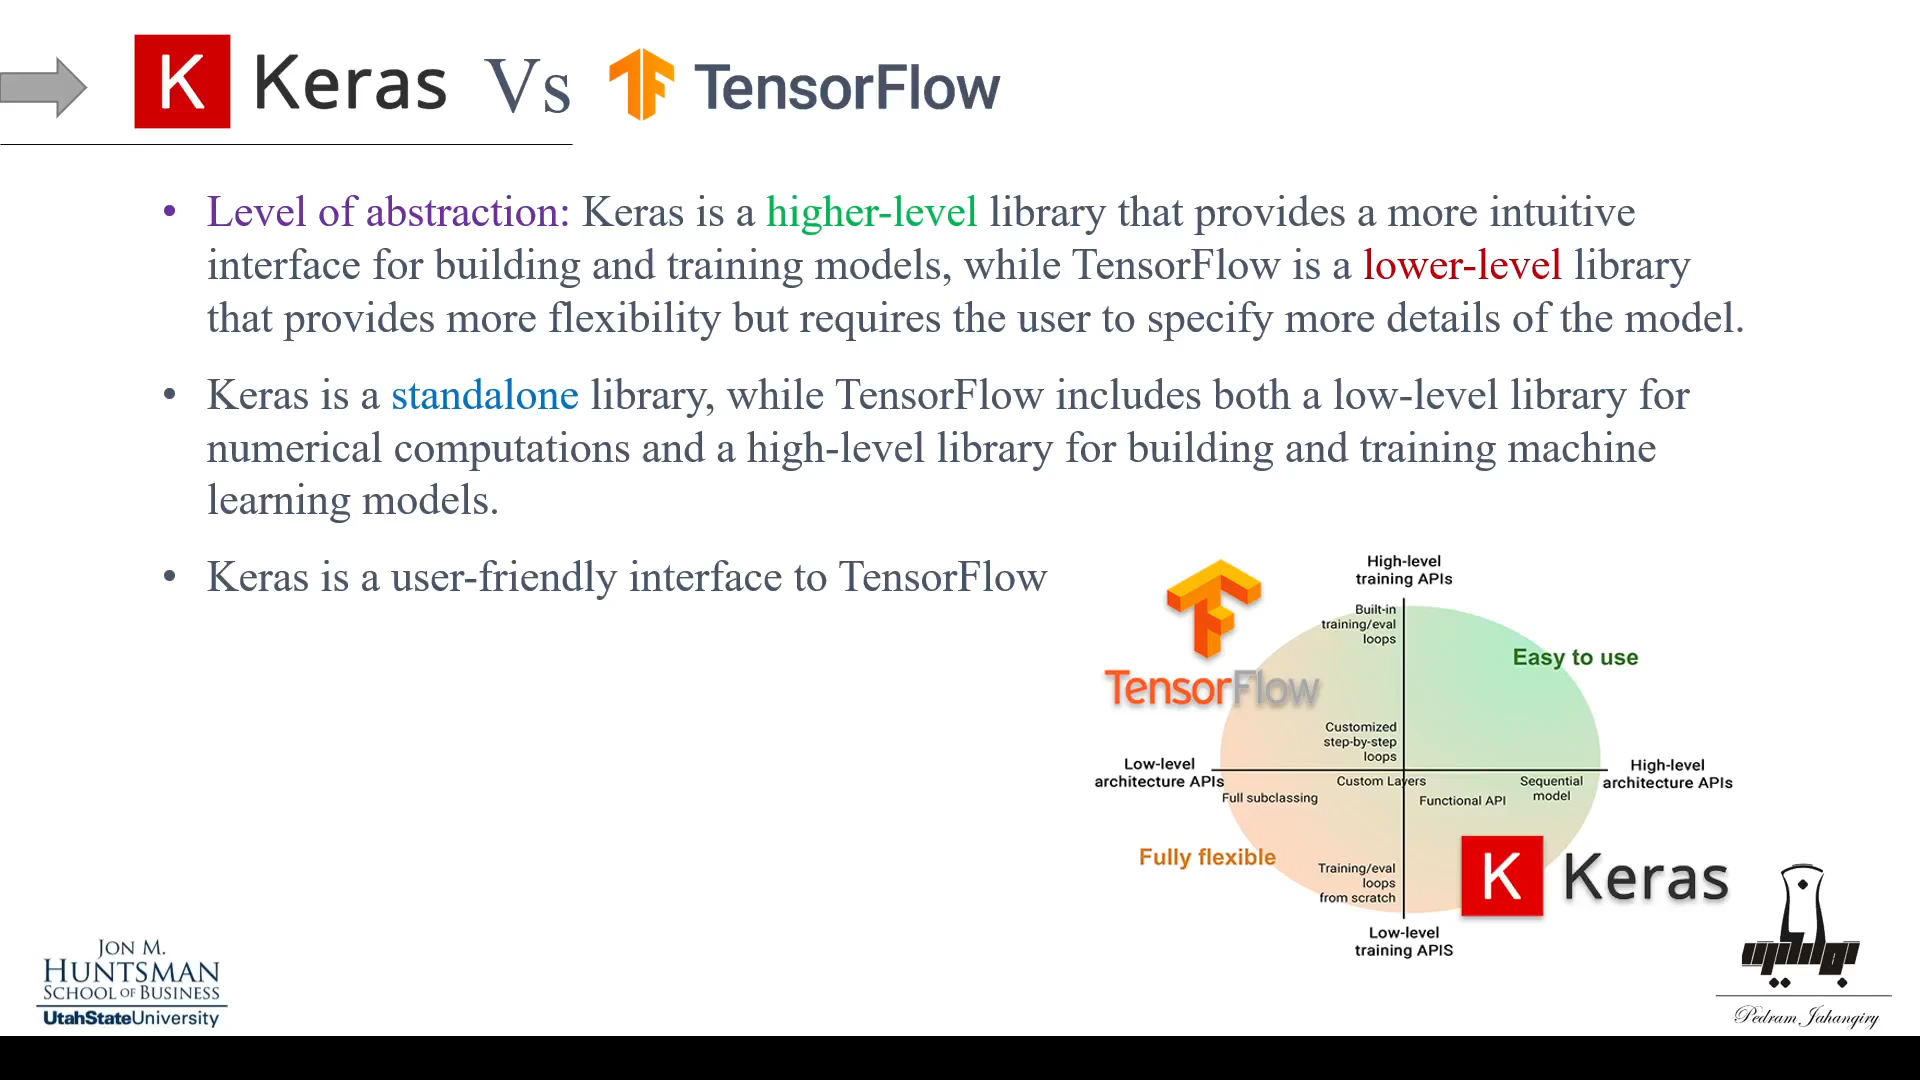 K Keras Vs TensorFlow
• Level of abstraction: Keras is a higher-level library that provides a more intuitive
interface for building and training models, while TensorFlow is a lower-level library
that provides more flexibility but requires the user to specify more details of the model.
• Keras is a standalone library, while TensorFlow includes both a low-level library for
numerical computations and a high-level library for building and training machine
learning models.
• Keras is a user-friendly interface to TensorFlow
TensorFlow
High-level
training APIs
Built-in
training/eval
loops
Easy to use
Customized
step-by-step
loops
Low-level
architecture APIs
High-level
architecture APIs
Full subclassing
Custom Layers
Functional API
Sequential
model
Fully flexible
Training/eval
loops
from scratch
Low-level
training APIS
K Keras
JON M.
HUNTSMAN
SCHOOL OF BUSINESS
UtahStateUniversity
Pedram Jahangiry